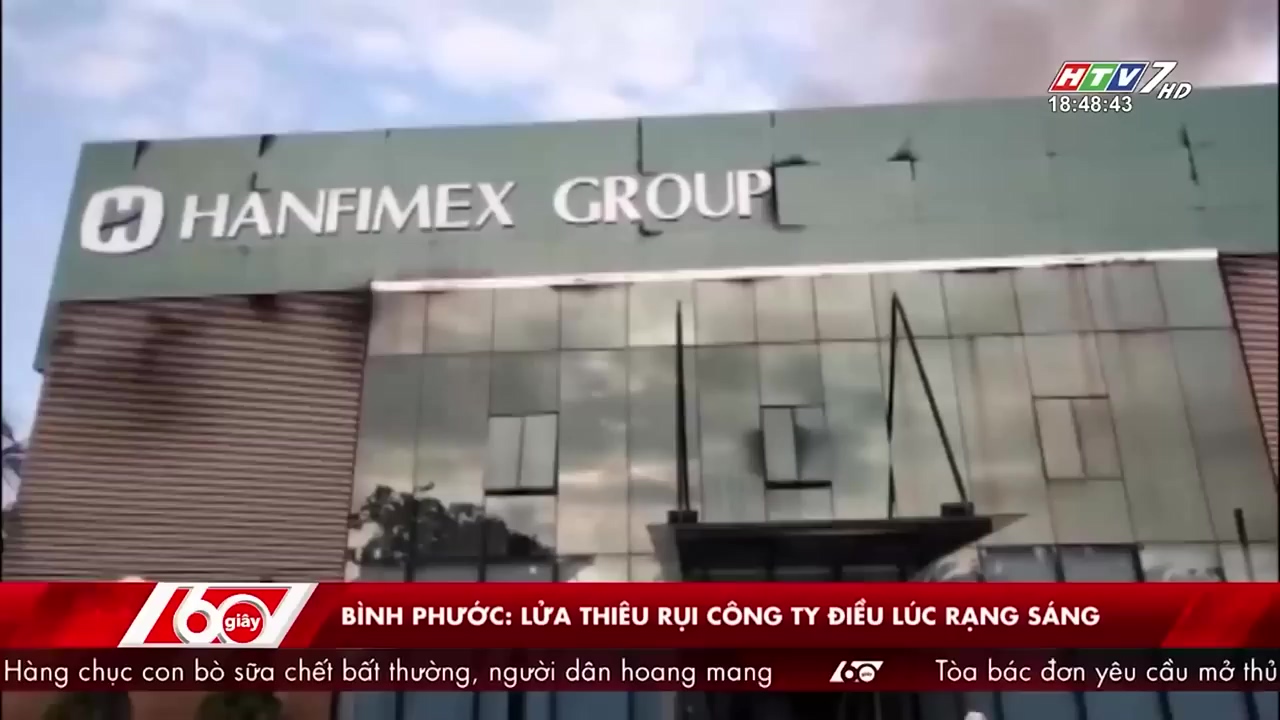 HTV7 HD
18:48:43
H HANFIMEX GROUP
60 giây
BÌNH PHƯỚC: LỬA THIÊU RỤI CÔNG TY ĐIỀU LÚC RẠNG SÁNG
Hàng chục con bò sữa chết bất thường, người dân hoang mang 60 giây Tòa bác đơn yêu cầu mở thủ